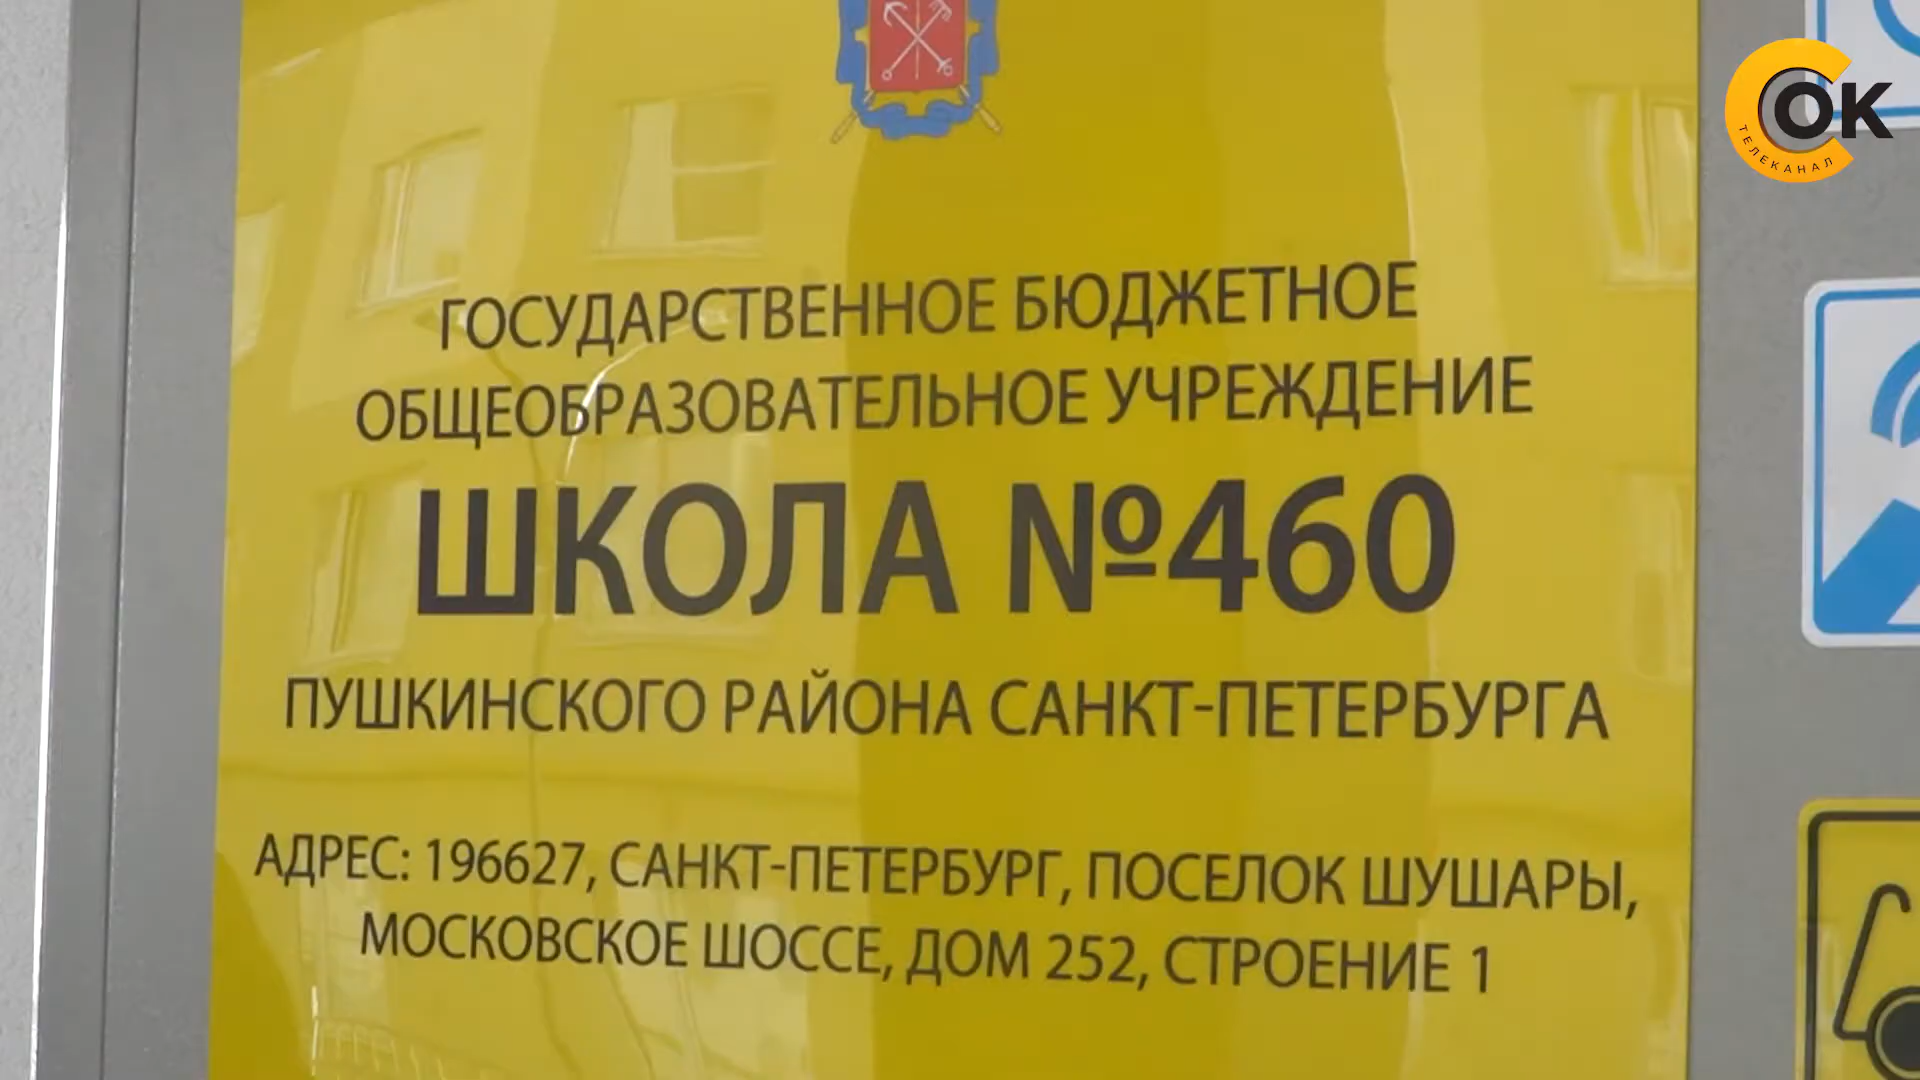 СОК
ТЕЛЕКАНАЛ
ГОСУДАРСТВЕННОЕ БЮДЖЕТНОЕ
ОБЩЕОБРАЗОВАТЕЛЬНОЕ УЧРЕЖДЕНИЕ
ШКОЛА №460
ПУШКИНСКОГО РАЙОНА САНКТ-ПЕТЕРБУРГА
АДРЕС: 196627, САНКТ-ПЕТЕРБУРГ, ПОСЕЛОК ШУШАРЫ,
МОСКОВСКОЕ ШОССЕ, ДОМ 252, СТРОЕНИЕ 1